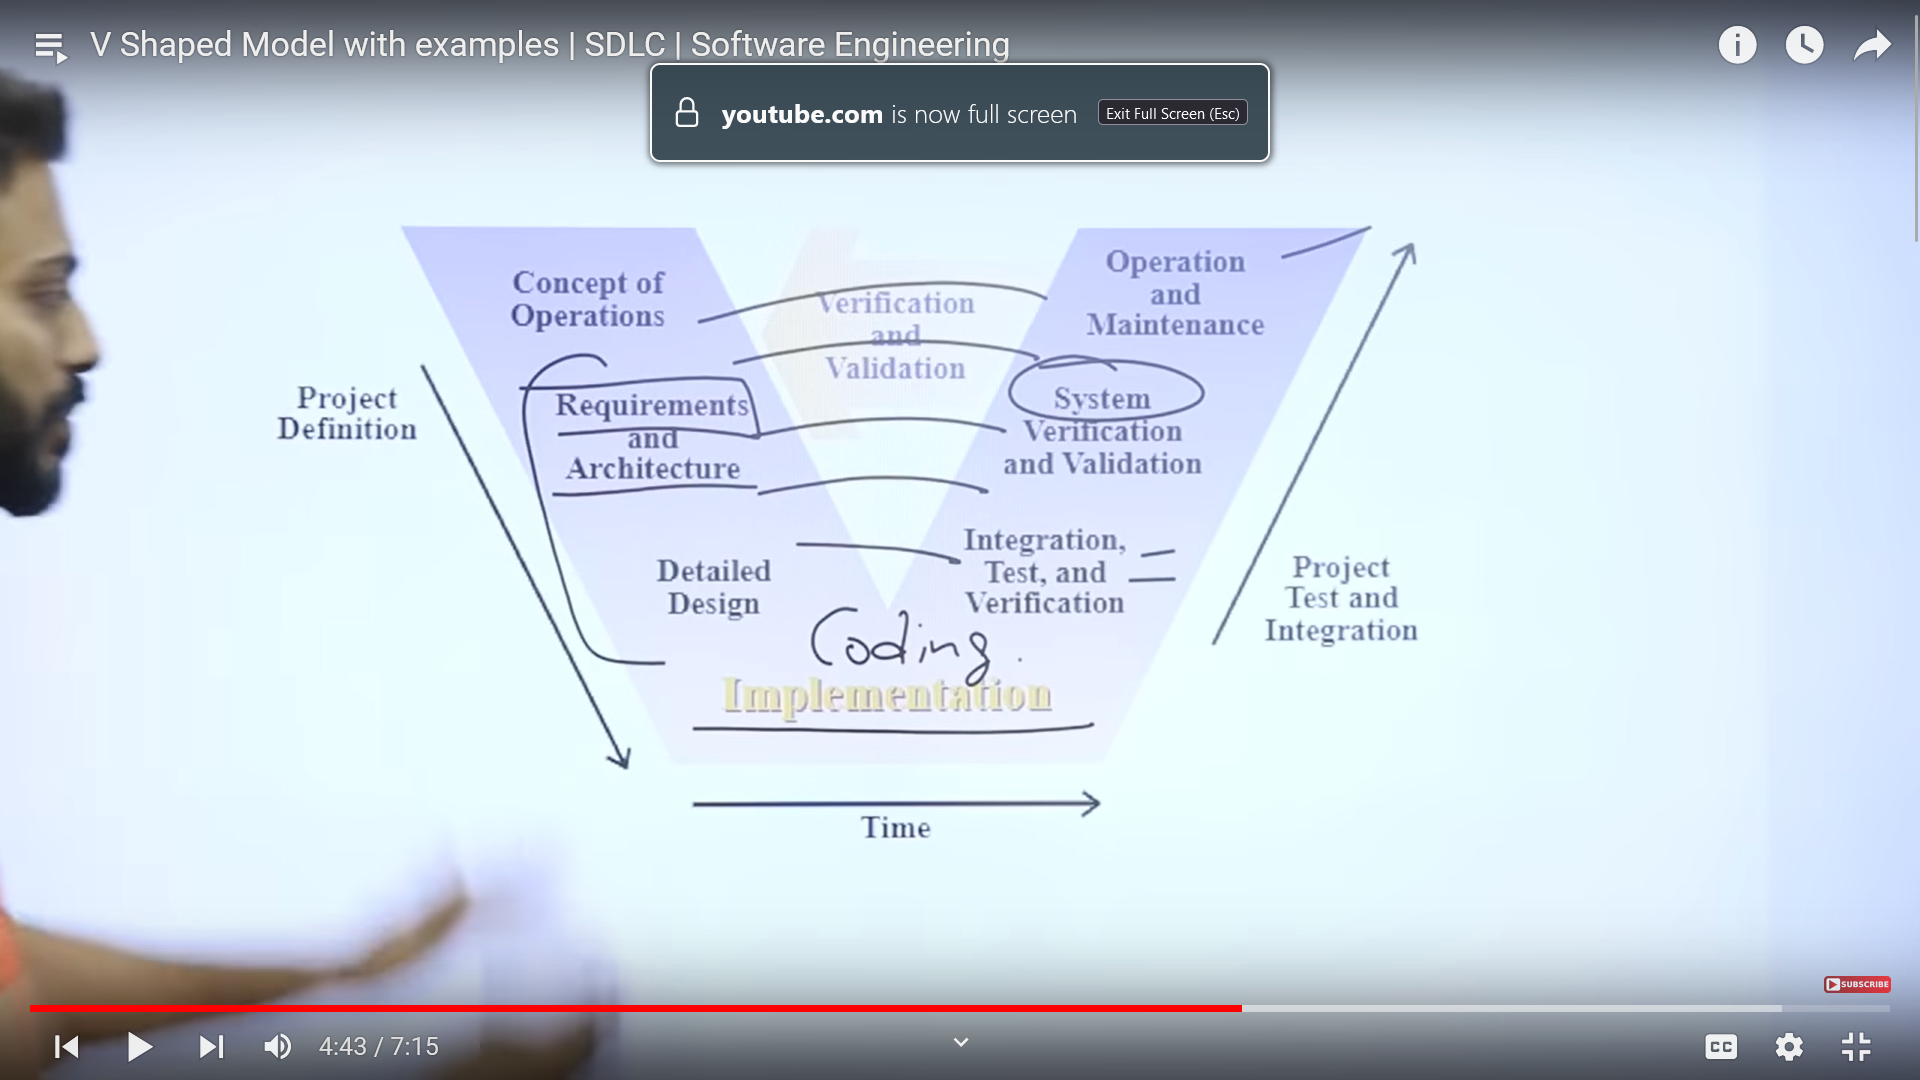 V Shaped Model with examples | SDLC | Software Engineering
youtube.com is now full screen Exit Full Screen (Esc)
Concept of
Operations
Verification
and
Validation
Operation
and
Maintenance
Project
Definition
Requirements
and
Architecture
System
Verification
and Validation
Detailed
Design
Integration,
Test, and
Verification
Project
Test and
Integration
Coding.
Implementation
Time
SUBSCRIBE
4:43 / 7:15
CC